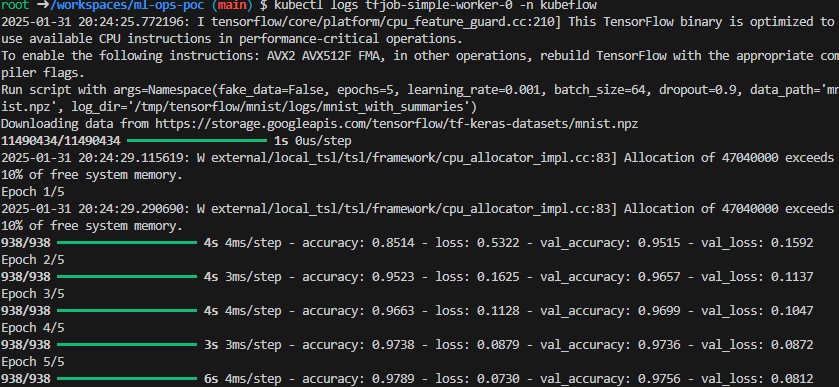 root ➜/workspaces/ml-ops-poc (main) $ kubectl logs tfjob-simple-worker-0 -n kubeflow
2025-01-31 20:24:25.772196: I tensorflow/core/platform/cpu_feature_guard.cc:210] This TensorFlow binary is optimized to
use available CPU instructions in performance-critical operations.
To enable the following instructions: AVX2 AVX512F FMA, in other operations, rebuild TensorFlow with the appropriate com
piler flags.
Run script with args=Namespace(fake_data=False, epochs=5, learning_rate=0.001, batch_size=64, dropout=0.9, data_path='mn
ist.npz', log_dir='/tmp/tensorflow/mnist/logs/mnist_with_summaries')
Downloading data from https://storage.googleapis.com/tensorflow/tf-keras-datasets/mnist.npz
11490434/11490434 ━━━━━━━━━━━━━━━━━━━━ 1s 0us/step
2025-01-31 20:24:29.115619: W external/local_tsl/tsl/framework/cpu_allocator_impl.cc:83] Allocation of 47040000 exceeds
10% of free system memory.
Epoch 1/5
2025-01-31 20:24:29.290690: W external/local_tsl/tsl/framework/cpu_allocator_impl.cc:83] Allocation of 47040000 exceeds
10% of free system memory.
938/938 ━━━━━━━━━━━━━━━━━━━━ 4s 4ms/step - accuracy: 0.8514 - loss: 0.5322 - val_accuracy: 0.9515 - val_loss: 0.1592
Epoch 2/5
938/938 ━━━━━━━━━━━━━━━━━━━━ 4s 3ms/step - accuracy: 0.9523 - loss: 0.1625 - val_accuracy: 0.9657 - val_loss: 0.1137
Epoch 3/5
938/938 ━━━━━━━━━━━━━━━━━━━━ 4s 4ms/step - accuracy: 0.9663 - loss: 0.1128 - val_accuracy: 0.9699 - val_loss: 0.1047
Epoch 4/5
938/938 ━━━━━━━━━━━━━━━━━━━━ 3s 3ms/step - accuracy: 0.9738 - loss: 0.0879 - val_accuracy: 0.9736 - val_loss: 0.0872
Epoch 5/5
938/938 ━━━━━━━━━━━━━━━━━━━━ 6s 4ms/step - accuracy: 0.9789 - loss: 0.0730 - val_accuracy: 0.9756 - val_loss: 0.0812